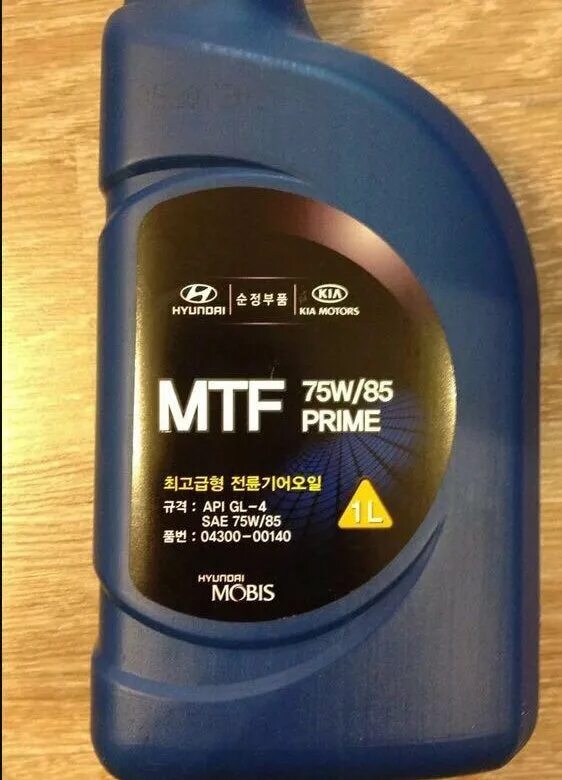 HYUNDAI | 순정부품 | KIA
KIA MOTORS
MTF 75W/85
PRIME
최고급형 전륜기어오일
규격 : API GL-4
SAE 75W/85
품번 : 04300-00140
1L
HYUNDAI
MOBIS